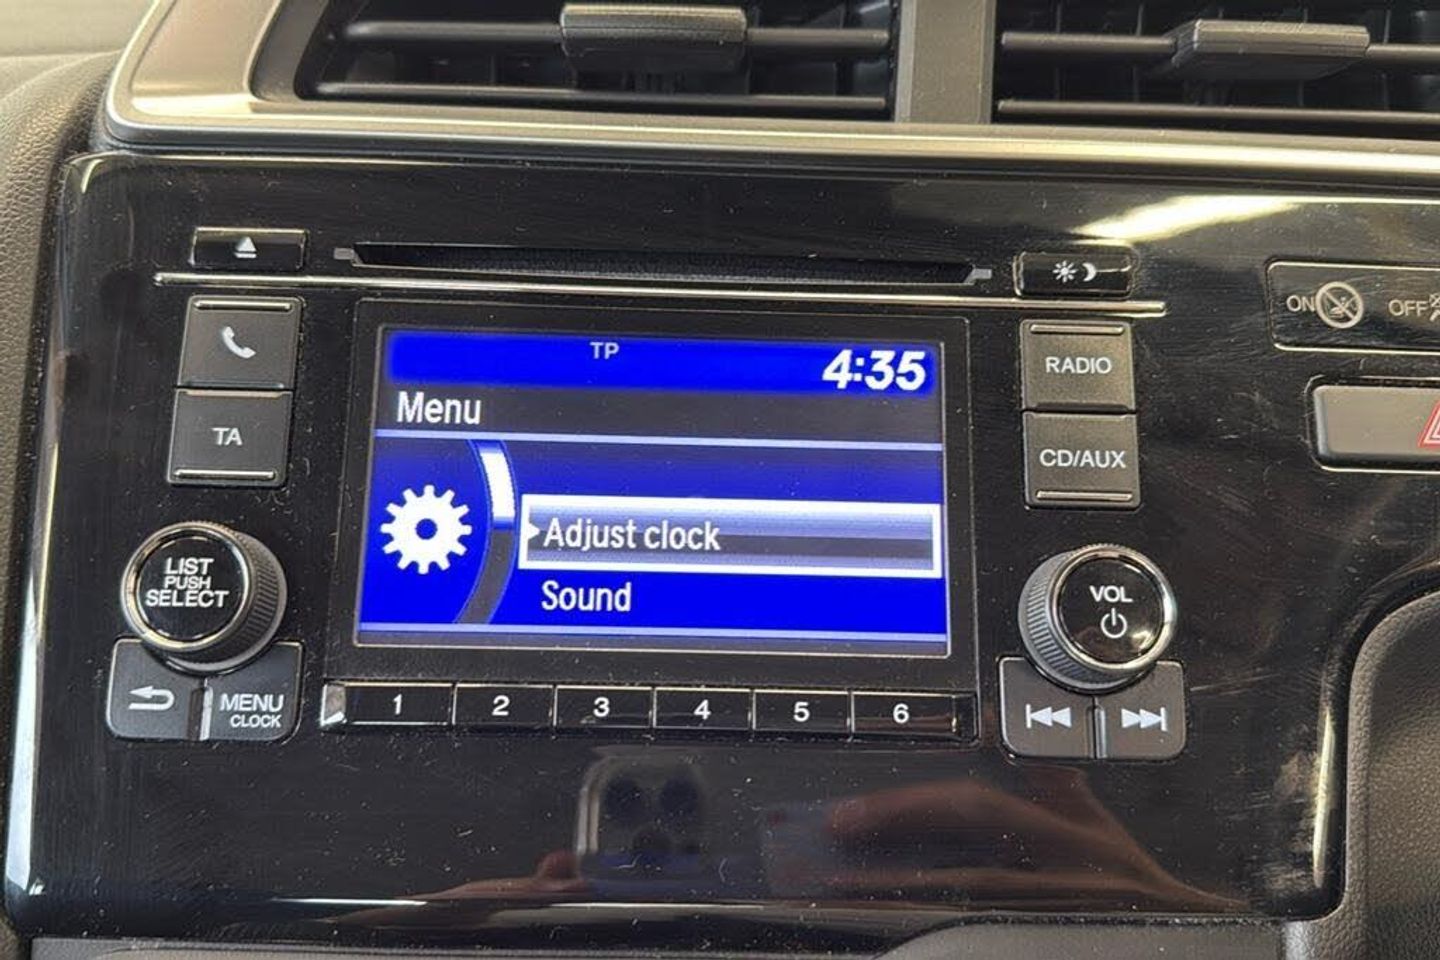 TP
4:35
Menu
Adjust clock
Sound
TA
LIST
PUSH
SELECT
MENU
CLOCK
1 2 3 4 5 6
RADIO
CD/AUX
VOL
ON
OFF